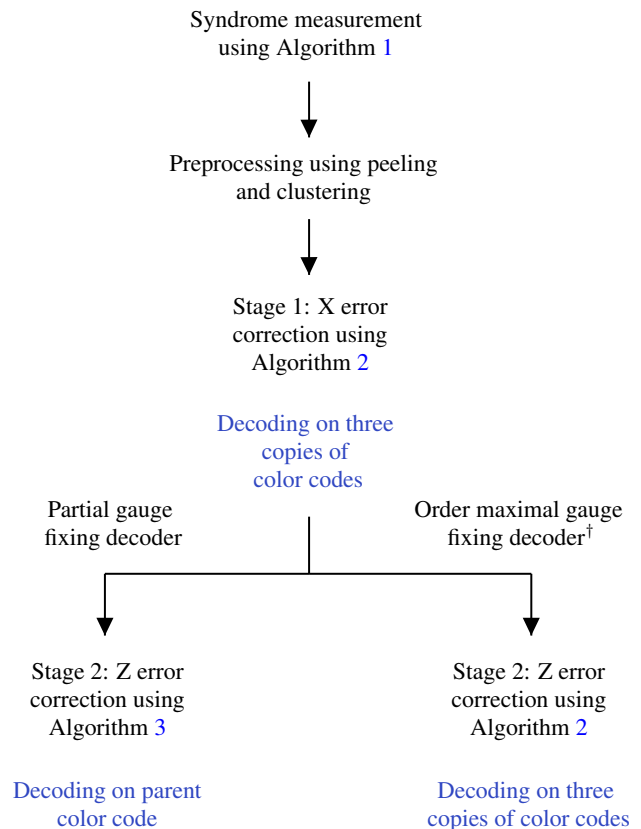 Syndrome measurement
using Algorithm 1
Preprocessing using peeling
and clustering
Stage 1: X error
correction using
Algorithm 2
Decoding on three
copies of
color codes
Partial gauge
fixing decoder
Order maximal gauge
fixing decoder†
Stage 2: Z error
correction using
Algorithm 3
Decoding on parent
color code
Stage 2: Z error
correction using
Algorithm 2
Decoding on three
copies of color codes